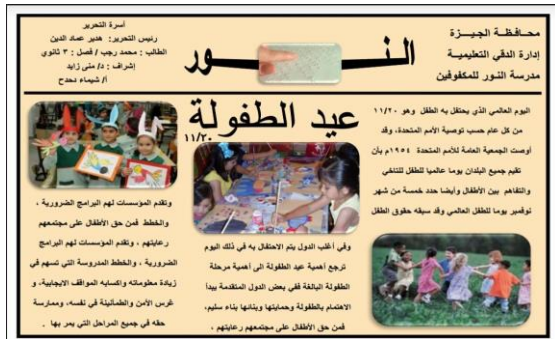 محافظة الجيزة
إدارة الدقي التعليمية
مدرسة النور للمكفوفين
النور
أسرة التحرير
رئيس التحرير: هدير عماد الدين
الطالب : محمد رجب / فصل : ٣ ثانوي
إشراف : د/ منى زايد
أ/ شيماء دحدح
عيد الطفولة
١١/٢٠
اليوم العالمي الذي يحتفل به الطفل وهو ١١/٢٠
من كل عام حسب توصية الأمم المتحدة، وقد
أوصت الجمعية العامة للأمم المتحدة ١٩٥٤م بأن
تقيم جميع البلدان يوما عالميا للطفل للتاخي
والتفاهم بين الأطفال وأيضا حدد خمسة من شهر
نوفمبر يوما للطفل العالمي وقد سبقه حقوق الطفل
وفي أغلب الدول يتم الاحتفال به في ذلك اليوم
ترجع أهمية عيد الطفولة الى أهمية مرحلة
الطفولة البالغة في بعض الدول المتقدمة يبدأ
الاهتمام بالطفولة وحمايتها وبنائها بناء سليم،
فمن حق الأطفال على مجتمعهم رعايتهم ،
وتقدم المؤسسات لهم البرامج الضرورية ،
والخطط فمن حق الأطفال على مجتمعهم
رعايتهم ، وتقدم المؤسسات لهم البرامج
الضرورية ، والخطط المدروسة التي تسهم في
زيادة معلوماته واكسابه المواقف الايجابية، و
غرس الأمن والطمأنينة في نفسه، وممارسة
حقه في جميع المراحل التي يمر بها .